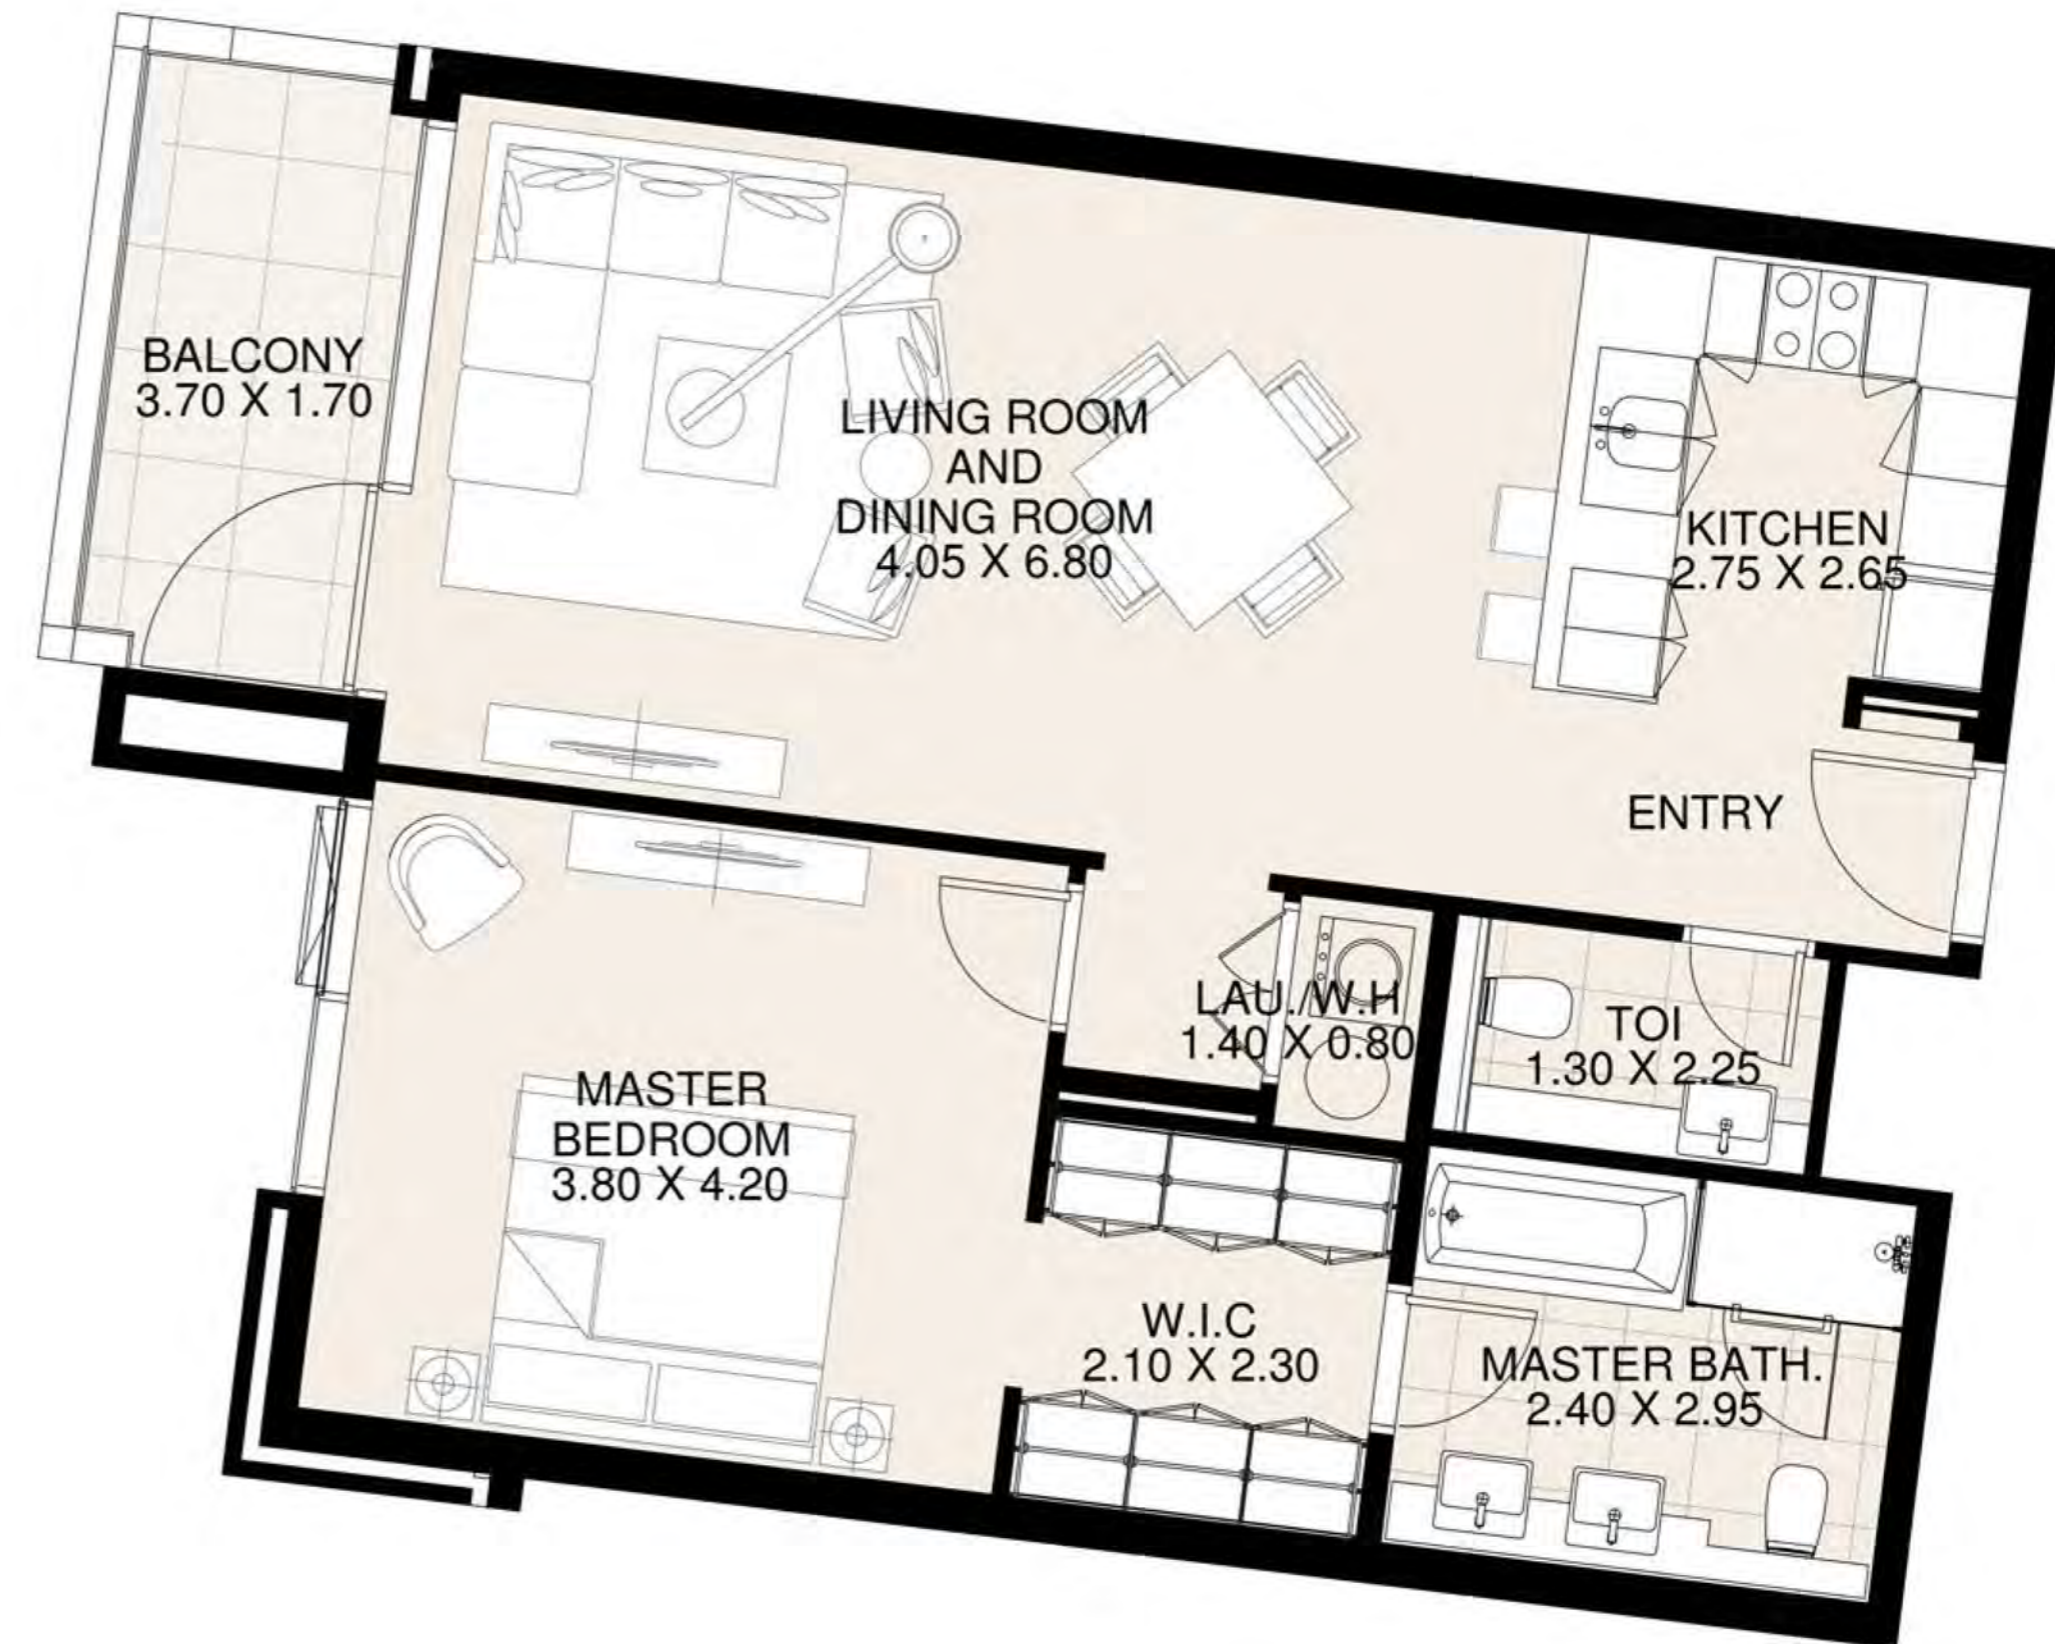 BALCONY
3.70 X 1.70
LIVING ROOM
AND
DINING ROOM
4.05 X 6.80
KITCHEN
2.75 X 2.65
ENTRY
LAU./W.H
1.40 X 0.80
TOI
1.30 X 2.25
MASTER
BEDROOM
3.80 X 4.20
W.I.C
2.10 X 2.30
MASTER BATH.
2.40 X 2.95